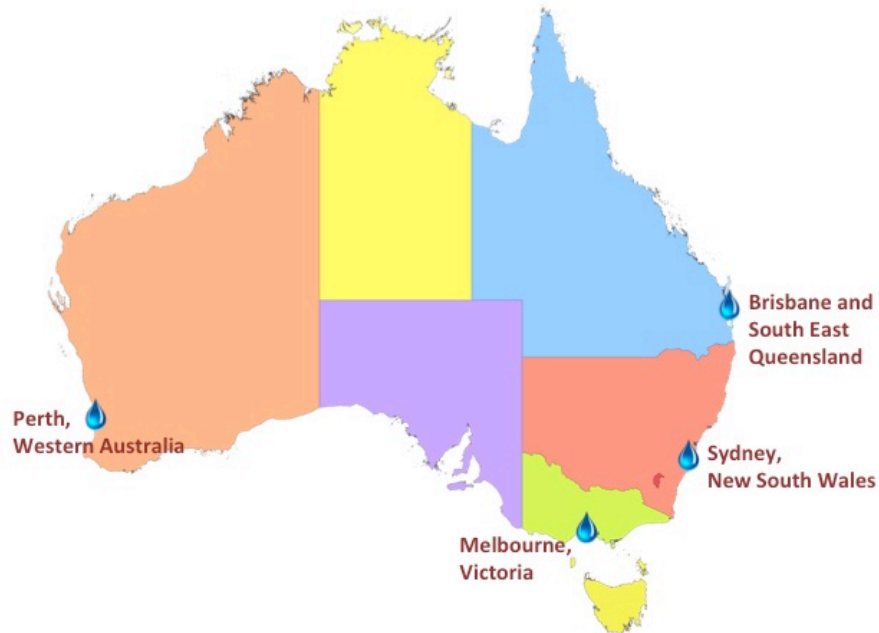 Brisbane and
South East
Queensland
Perth,
Western Australia
Sydney,
New South Wales
Melbourne,
Victoria